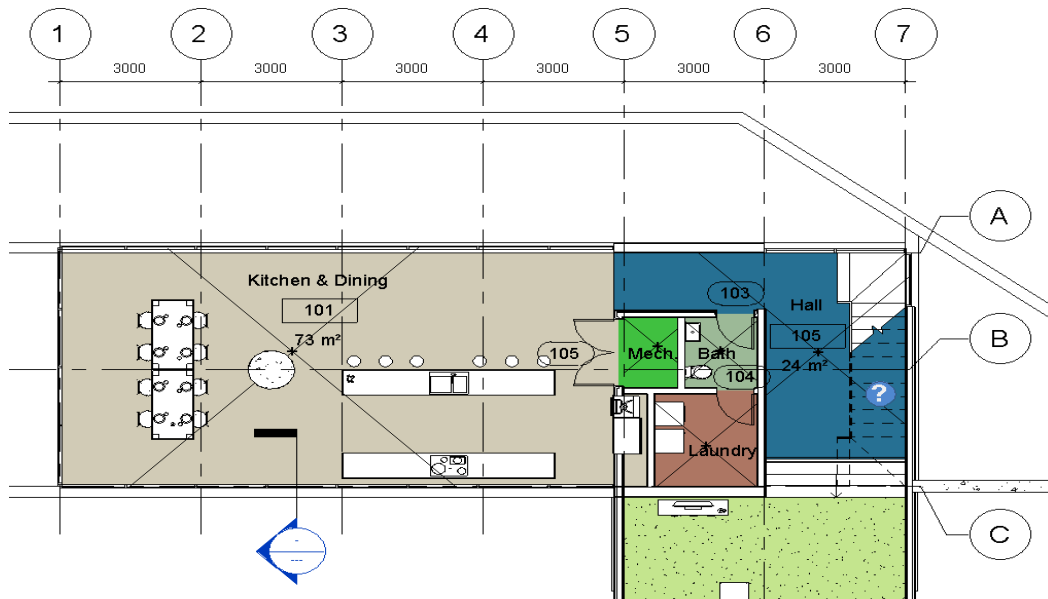 1 2 3 4 5 6 7
3000 3000 3000 3000 3000 3000
A
Kitchen & Dining
101
73 m²
103
Hall
105
24 m²
B
105
Mech.
Bath
104
?
Laundry
C